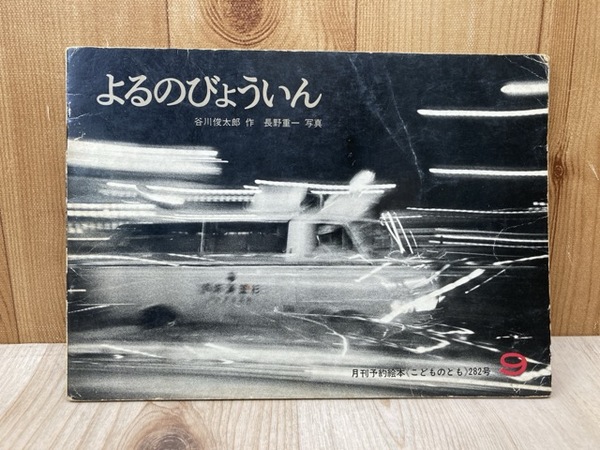 よるのびょういん
谷川俊太郎 作 長野重一 写真
月刊予約絵本《こどものとも》282号 9